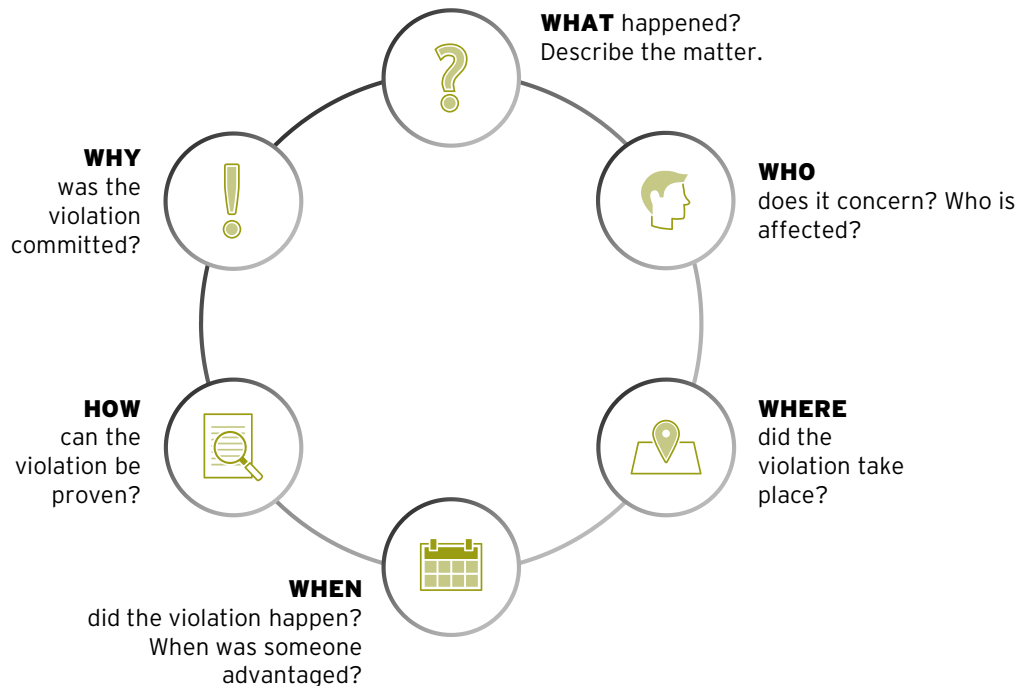 WHAT happened?
Describe the matter.
WHO
does it concern? Who is
affected?
WHERE
did the
violation take
place?
WHEN
did the violation happen?
When was someone
advantaged?
HOW
can the
violation be
proven?
WHY
was the
violation
committed?